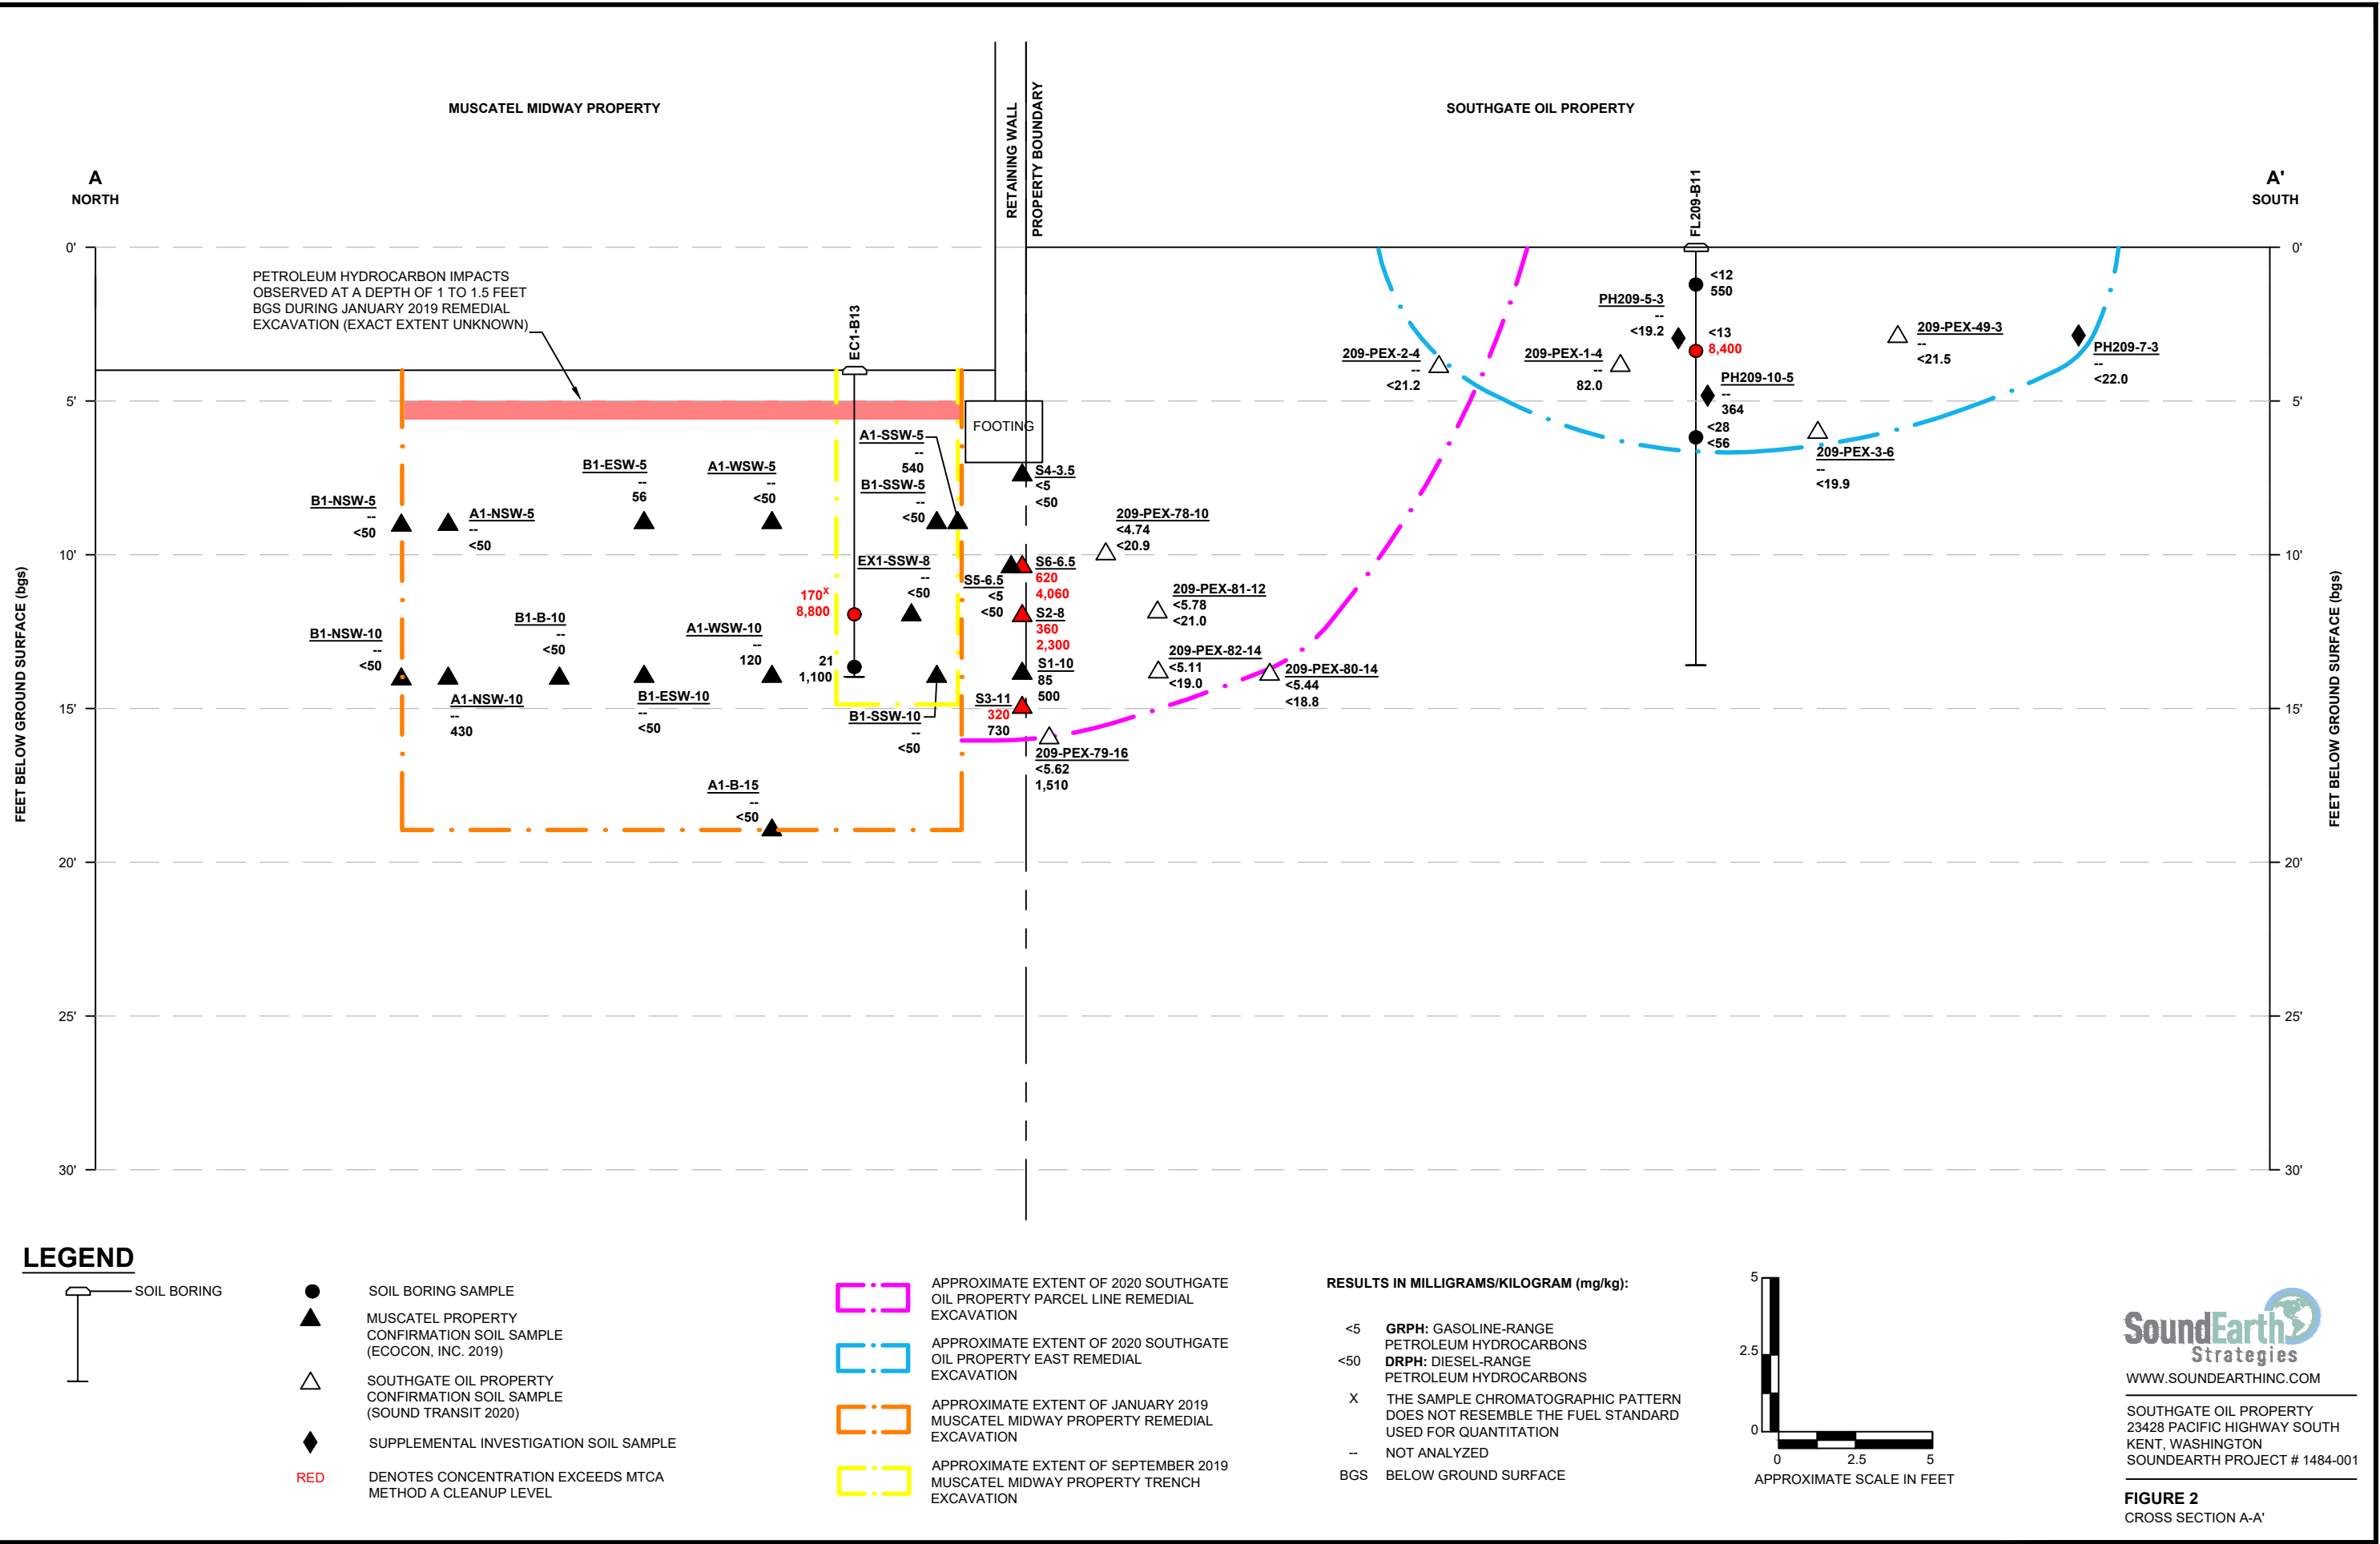 MUSCATEL MIDWAY PROPERTY
SOUTHGATE OIL PROPERTY
RETAINING WALL
PROPERTY BOUNDARY
A
NORTH
A'
SOUTH
FEET BELOW GROUND SURFACE (bgs)
0'
5'
10'
15'
20'
25'
30'
PETROLEUM HYDROCARBON IMPACTS
OBSERVED AT A DEPTH OF 1 TO 1.5 FEET
BGS DURING JANUARY 2019 REMEDIAL
EXCAVATION (EXACT EXTENT UNKNOWN)
EC1-B13
170X
8,800
21
1,100
B1-NSW-5
--
<50
A1-NSW-5
--
<50
B1-ESW-5
--
56
A1-WSW-5
--
<50
A1-SSW-5
--
540
B1-SSW-5
--
<50
EX1-SSW-8
--
<50
B1-NSW-10
--
<50
A1-NSW-10
--
430
B1-B-10
--
<50
B1-ESW-10
--
<50
A1-WSW-10
--
120
B1-SSW-10
--
<50
A1-B-15
--
<50
FOOTING
S4-3.5
<5
<50
S5-6.5
<5
<50
S6-6.5
620
4,060
S2-8
360
2,300
S1-10
85
500
S3-11
320
730
209-PEX-78-10
<4.74
<20.9
209-PEX-81-12
<5.78
<21.0
209-PEX-82-14
<5.11
<19.0
209-PEX-80-14
<5.44
<18.8
209-PEX-79-16
<5.62
1,510
209-PEX-2-4
--
<21.2
209-PEX-1-4
--
82.0
PH209-5-3
--
<19.2
FL209-B11
<12
550
<13
8,400
PH209-10-5
--
364
<28
<56
209-PEX-49-3
--
<21.5
PH209-7-3
--
<22.0
209-PEX-3-6
--
<19.9
0'
5'
10'
15'
20'
25'
30'
FEET BELOW GROUND SURFACE (bgs)
LEGEND
SOIL BORING
SOIL BORING SAMPLE
MUSCATEL PROPERTY
CONFIRMATION SOIL SAMPLE
(ECOCON, INC. 2019)
SOUTHGATE OIL PROPERTY
CONFIRMATION SOIL SAMPLE
(SOUND TRANSIT 2020)
SUPPLEMENTAL INVESTIGATION SOIL SAMPLE
RED DENOTES CONCENTRATION EXCEEDS MTCA
METHOD A CLEANUP LEVEL
APPROXIMATE EXTENT OF 2020 SOUTHGATE
OIL PROPERTY PARCEL LINE REMEDIAL
EXCAVATION
APPROXIMATE EXTENT OF 2020 SOUTHGATE
OIL PROPERTY EAST REMEDIAL
EXCAVATION
APPROXIMATE EXTENT OF JANUARY 2019
MUSCATEL MIDWAY PROPERTY REMEDIAL
EXCAVATION
APPROXIMATE EXTENT OF SEPTEMBER 2019
MUSCATEL MIDWAY PROPERTY TRENCH
EXCAVATION
RESULTS IN MILLIGRAMS/KILOGRAM (mg/kg):
<5 GRPH: GASOLINE-RANGE
PETROLEUM HYDROCARBONS
<50 DRPH: DIESEL-RANGE
PETROLEUM HYDROCARBONS
X THE SAMPLE CHROMATOGRAPHIC PATTERN
DOES NOT RESEMBLE THE FUEL STANDARD
USED FOR QUANTITATION
-- NOT ANALYZED
BGS BELOW GROUND SURFACE
5
2.5
0
0 2.5 5
APPROXIMATE SCALE IN FEET
SoundEarth
Strategies
WWW.SOUNDEARTHINC.COM
SOUTHGATE OIL PROPERTY
23428 PACIFIC HIGHWAY SOUTH
KENT, WASHINGTON
SOUNDEARTH PROJECT # 1484-001
FIGURE 2
CROSS SECTION A-A'